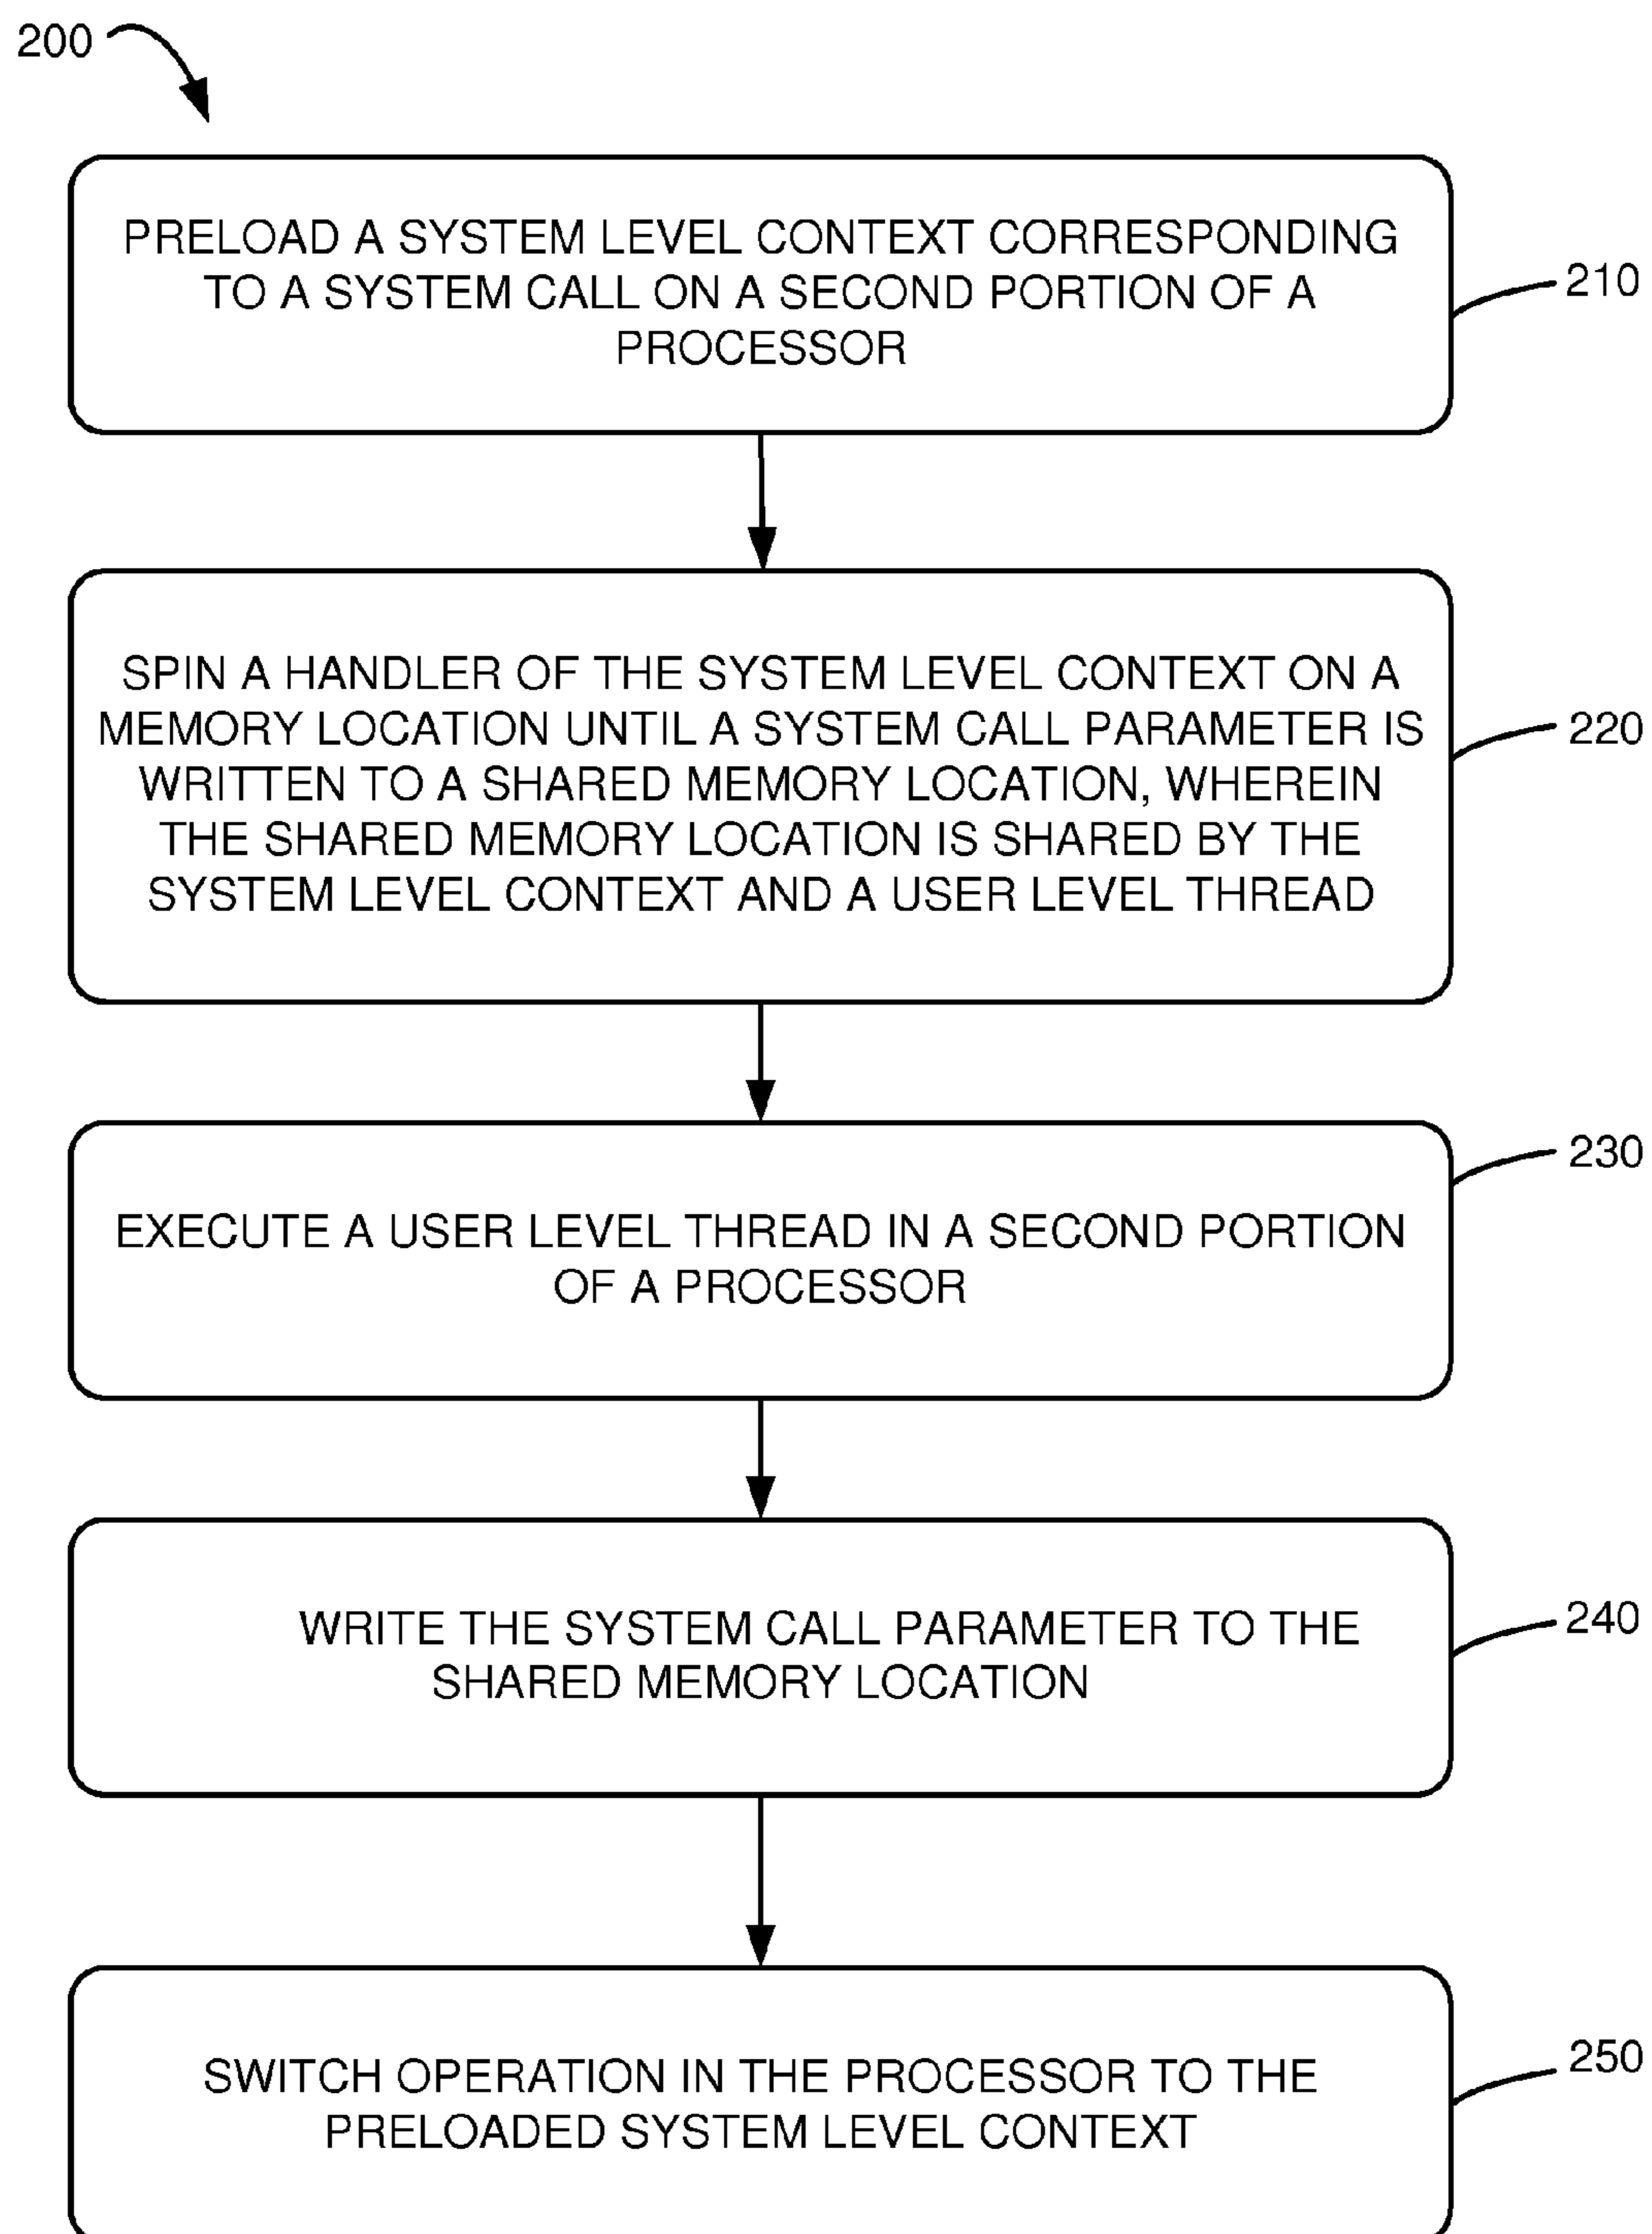 200
PRELOAD A SYSTEM LEVEL CONTEXT CORRESPONDING
TO A SYSTEM CALL ON A SECOND PORTION OF A
PROCESSOR
210
SPIN A HANDLER OF THE SYSTEM LEVEL CONTEXT ON A
MEMORY LOCATION UNTIL A SYSTEM CALL PARAMETER IS
WRITTEN TO A SHARED MEMORY LOCATION, WHEREIN
THE SHARED MEMORY LOCATION IS SHARED BY THE
SYSTEM LEVEL CONTEXT AND A USER LEVEL THREAD
220
EXECUTE A USER LEVEL THREAD IN A SECOND PORTION
OF A PROCESSOR
230
WRITE THE SYSTEM CALL PARAMETER TO THE
SHARED MEMORY LOCATION
240
SWITCH OPERATION IN THE PROCESSOR TO THE
PRELOADED SYSTEM LEVEL CONTEXT
250